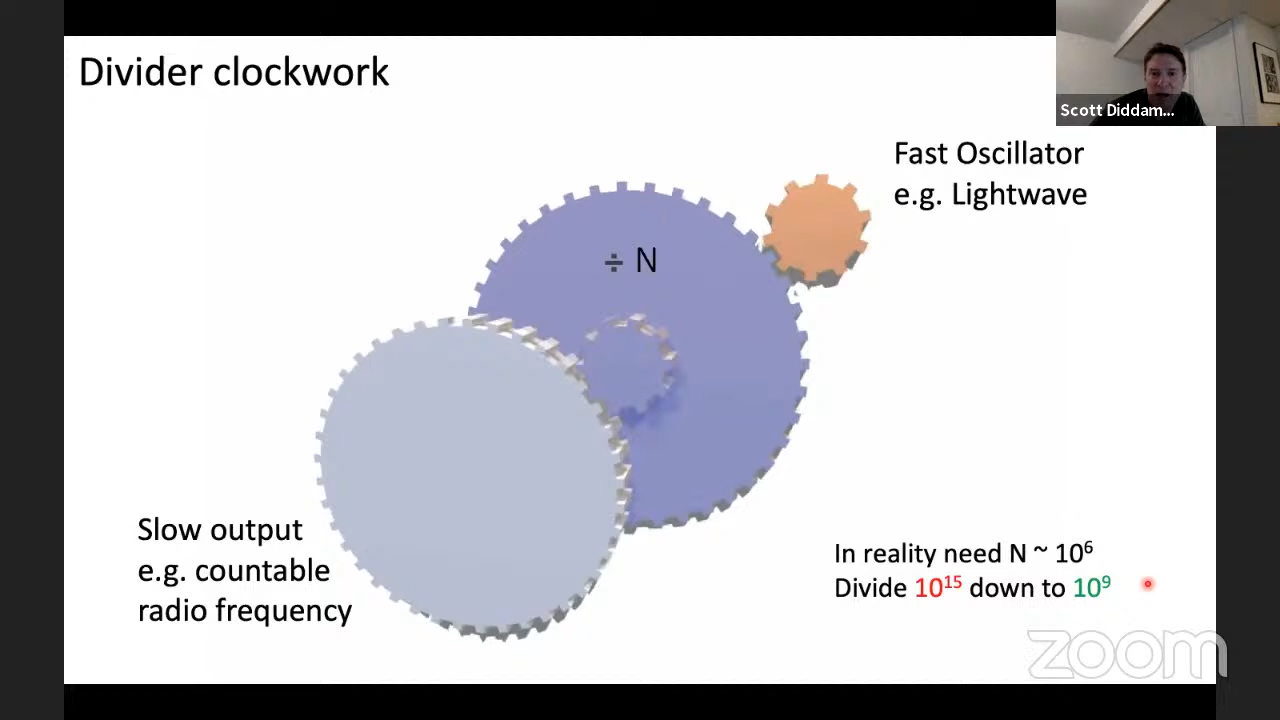 Divider clockwork
Scott Diddam...
Fast Oscillator
e.g. Lightwave
÷ N
Slow output
e.g. countable
radio frequency
In reality need N ~ 10⁶
Divide 10¹⁵ down to 10⁹
zoom